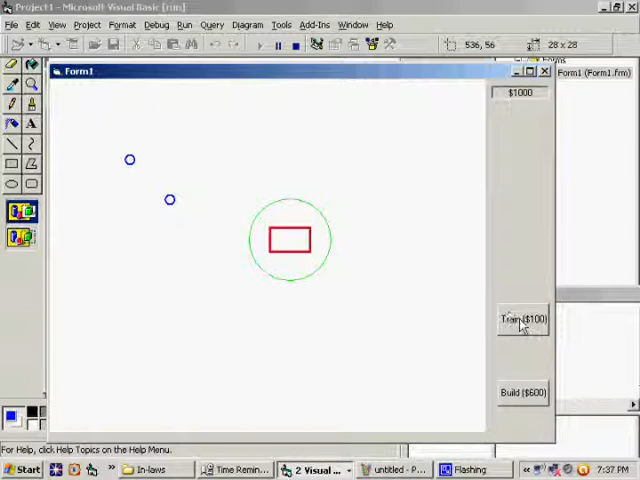 Project1 - Microsoft Visual Basic [run]
File Edit View Project Format Debug Run Query Diagram Tools Add-Ins Window Help
536, 56 28 x 28
Form1
Forms
Form1 (Form1.frm)
$1000
Train ($100)
Build ($600)
For Help, click Help Topics on the Help Menu.
Start In-laws Time Remin... 2 Visual ... untitled - P... Flashing « 7:37 PM